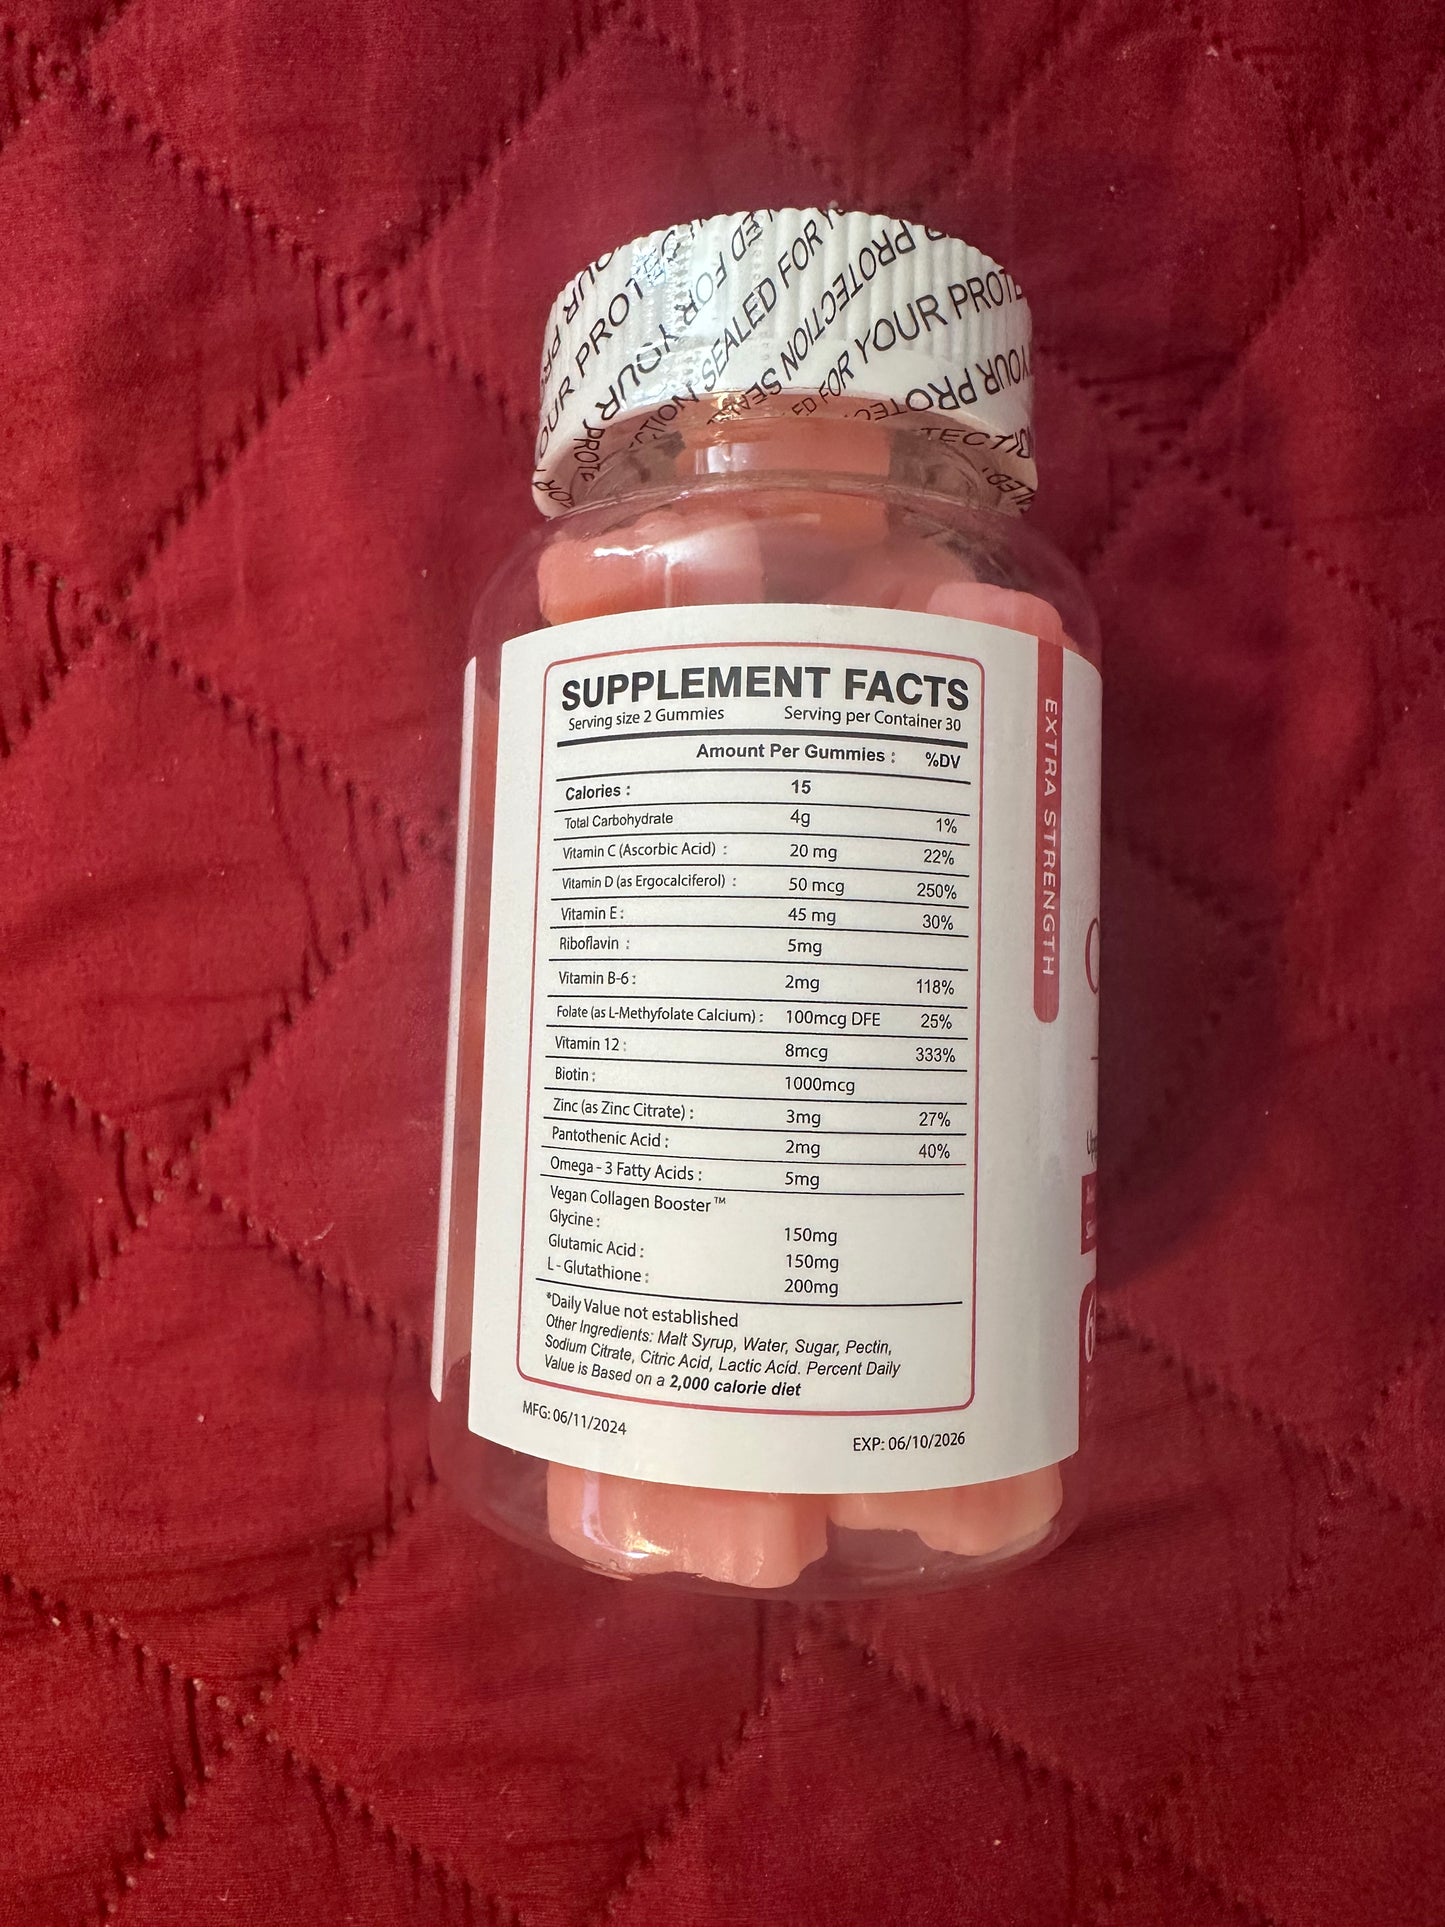 SEALED FOR YOUR PROTECTION
SUPPLEMENT FACTS
Serving size 2 Gummies Serving per Container 30
Amount Per Gummies : %DV
Calories : 15
Total Carbohydrate 4g 1%
Vitamin C (Ascorbic Acid) : 20 mg 22%
Vitamin D (as Ergocalciferol) : 50 mcg 250%
Vitamin E : 45 mg 30%
Riboflavin : 5mg
Vitamin B-6 : 2mg 118%
Folate (as L-Methyfolate Calcium) : 100mcg DFE 25%
Vitamin 12 : 8mcg 333%
Biotin : 1000mcg
Zinc (as Zinc Citrate) : 3mg 27%
Pantothenic Acid : 2mg 40%
Omega - 3 Fatty Acids : 5mg
Vegan Collagen Booster™
Glycine : 150mg
Glutamic Acid : 150mg
L - Glutathione : 200mg
*Daily Value not established
Other Ingredients: Malt Syrup, Water, Sugar, Pectin,
Sodium Citrate, Citric Acid, Lactic Acid. Percent Daily
Value is Based on a 2,000 calorie diet
MFG: 06/11/2024 EXP: 06/10/2026
EXTRA STRENGTH